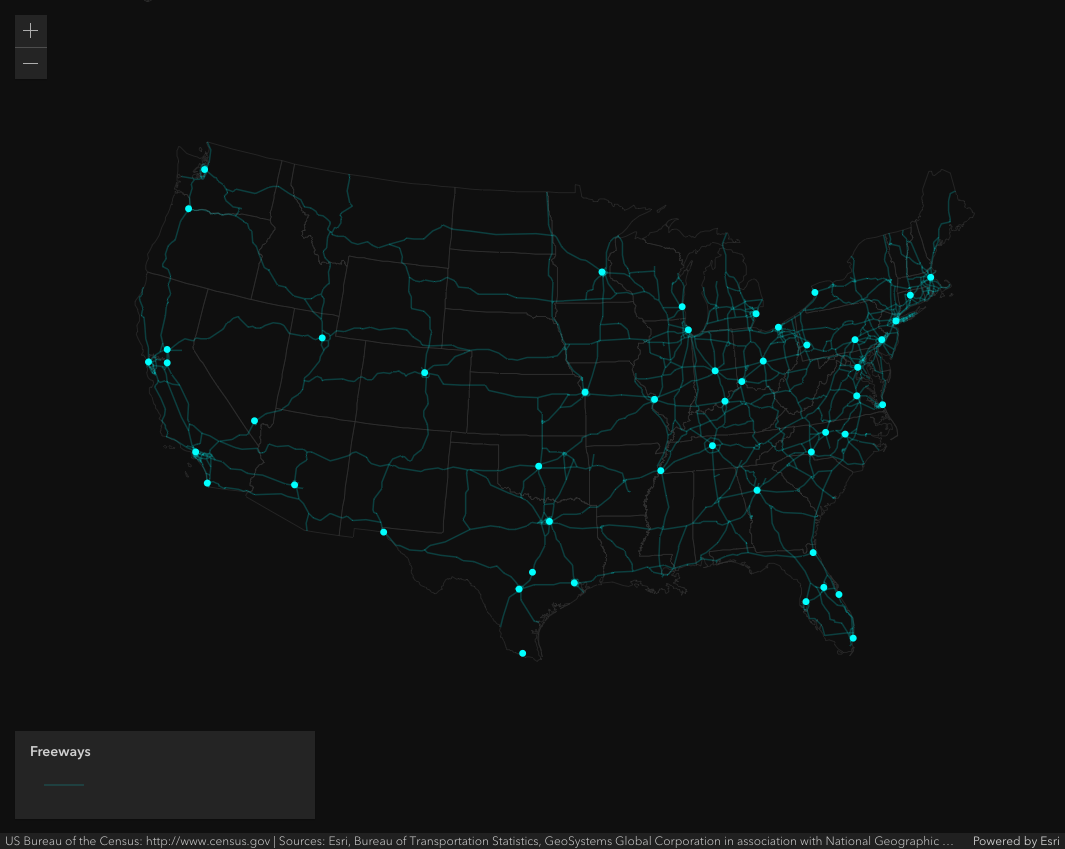 Freeways
US Bureau of the Census: http://www.census.gov | Sources: Esri, Bureau of Transportation Statistics, GeoSystems Global Corporation in association with National Geographic ... Powered by Esri